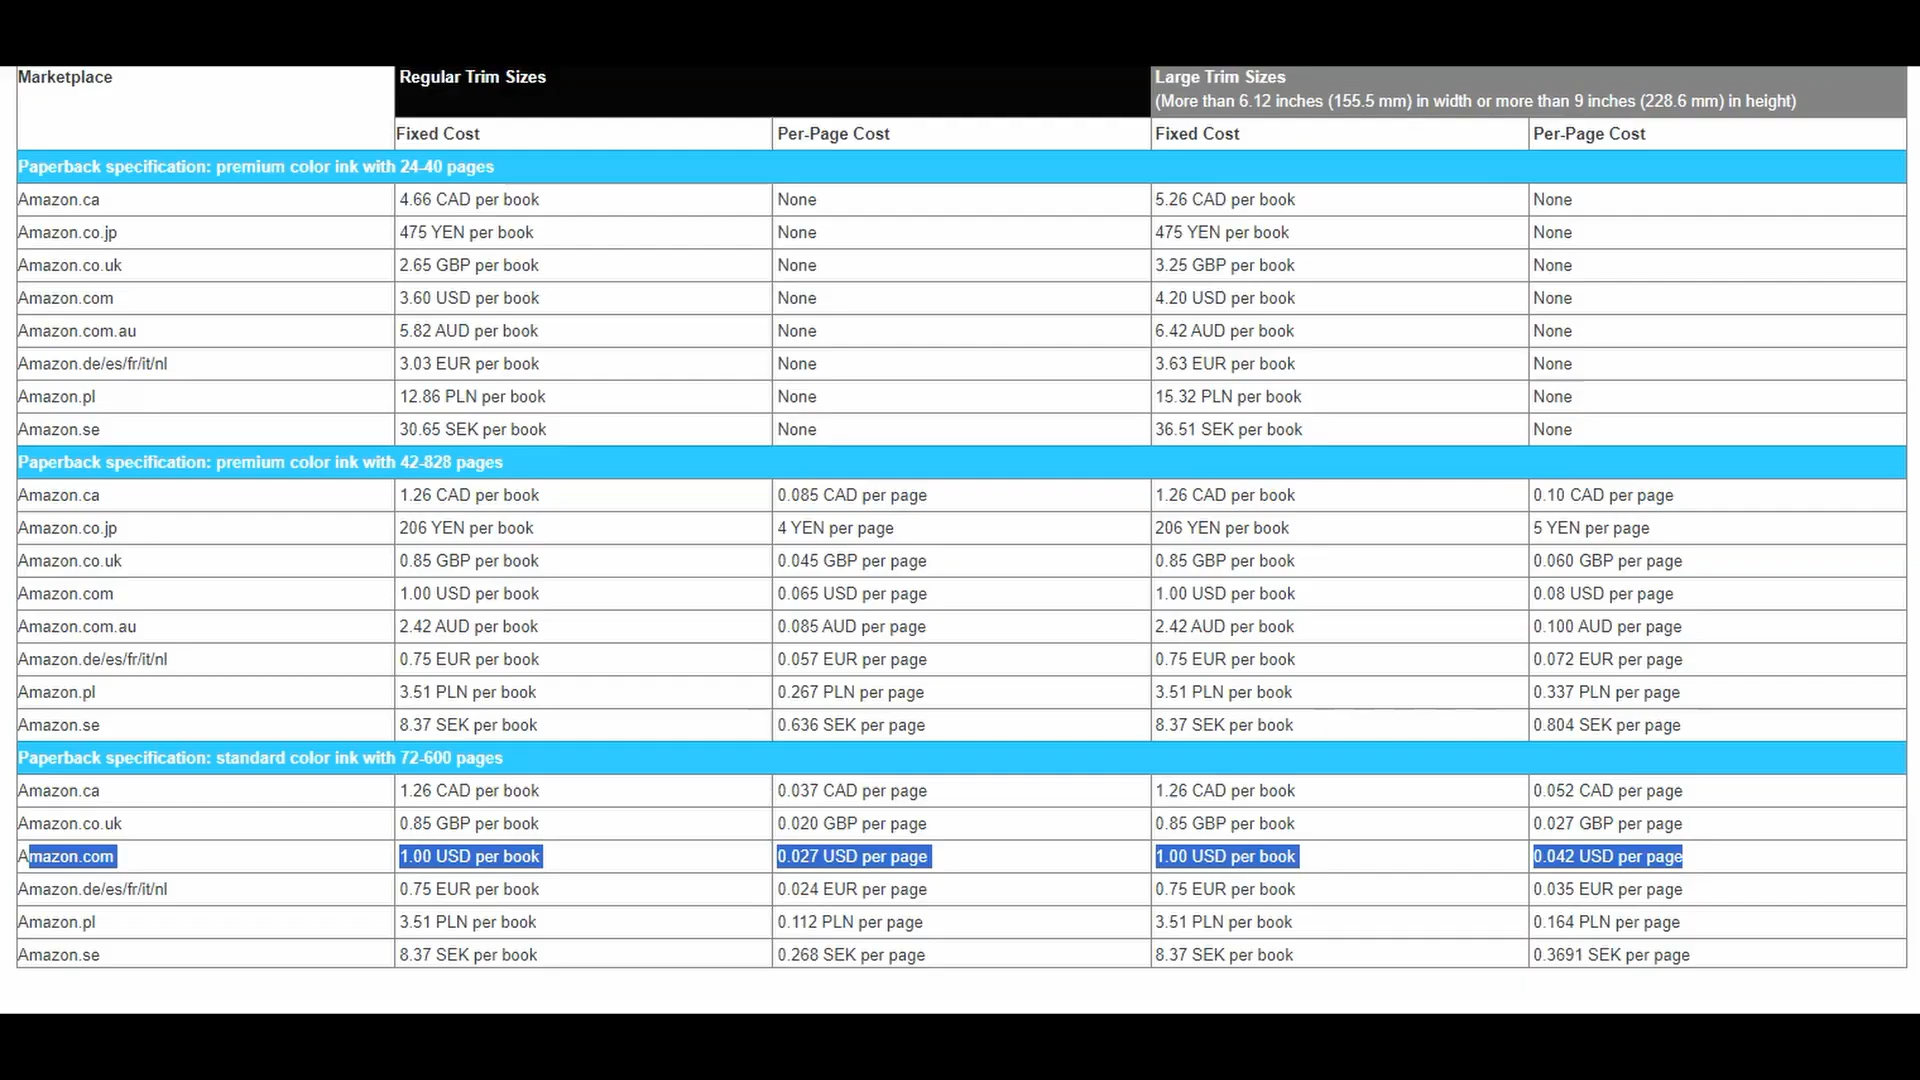 Marketplace Regular Trim Sizes Large Trim Sizes
(More than 6.12 inches (155.5 mm) in width or more than 9 inches (228.6 mm) in height)
Fixed Cost Per-Page Cost Fixed Cost Per-Page Cost
Paperback specification: premium color ink with 24-40 pages
Amazon.ca 4.66 CAD per book None 5.26 CAD per book None
Amazon.co.jp 475 YEN per book None 475 YEN per book None
Amazon.co.uk 2.65 GBP per book None 3.25 GBP per book None
Amazon.com 3.60 USD per book None 4.20 USD per book None
Amazon.com.au 5.82 AUD per book None 6.42 AUD per book None
Amazon.de/es/fr/it/nl 3.03 EUR per book None 3.63 EUR per book None
Amazon.pl 12.86 PLN per book None 15.32 PLN per book None
Amazon.se 30.65 SEK per book None 36.51 SEK per book None
Paperback specification: premium color ink with 42-828 pages
Amazon.ca 1.26 CAD per book 0.085 CAD per page 1.26 CAD per book 0.10 CAD per page
Amazon.co.jp 206 YEN per book 4 YEN per page 206 YEN per book 5 YEN per page
Amazon.co.uk 0.85 GBP per book 0.045 GBP per page 0.85 GBP per book 0.060 GBP per page
Amazon.com 1.00 USD per book 0.065 USD per page 1.00 USD per book 0.08 USD per page
Amazon.com.au 2.42 AUD per book 0.085 AUD per page 2.42 AUD per book 0.100 AUD per page
Amazon.de/es/fr/it/nl 0.75 EUR per book 0.057 EUR per page 0.75 EUR per book 0.072 EUR per page
Amazon.pl 3.51 PLN per book 0.267 PLN per page 3.51 PLN per book 0.337 PLN per page
Amazon.se 8.37 SEK per book 0.636 SEK per page 8.37 SEK per book 0.804 SEK per page
Paperback specification: standard color ink with 72-600 pages
Amazon.ca 1.26 CAD per book 0.037 CAD per page 1.26 CAD per book 0.052 CAD per page
Amazon.co.uk 0.85 GBP per book 0.020 GBP per page 0.85 GBP per book 0.027 GBP per page
Amazon.com 1.00 USD per book 0.027 USD per page 1.00 USD per book 0.042 USD per page
Amazon.de/es/fr/it/nl 0.75 EUR per book 0.024 EUR per page 0.75 EUR per book 0.035 EUR per page
Amazon.pl 3.51 PLN per book 0.112 PLN per page 3.51 PLN per book 0.164 PLN per page
Amazon.se 8.37 SEK per book 0.268 SEK per page 8.37 SEK per book 0.3691 SEK per page